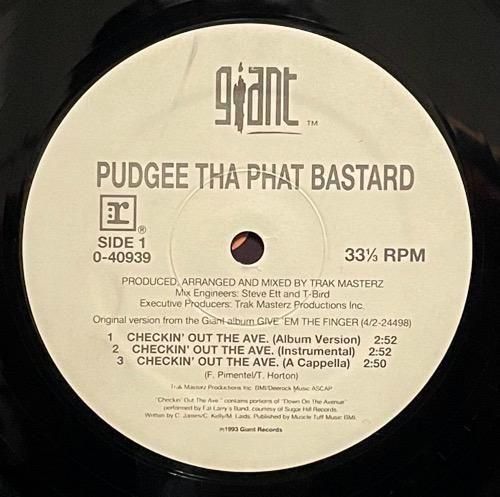 giant TM
PUDGEE THA PHAT BASTARD
r ®
SIDE 1
0-40939
33⅓ RPM
PRODUCED, ARRANGED AND MIXED BY TRAK MASTERZ
Mix Engineers: Steve Ett and T-Bird
Executive Producers: Trak Masterz Productions Inc.
Original version from the Giant album GIVE 'EM THE FINGER (4/2-24498)
1 CHECKIN' OUT THE AVE. (Album Version) 2:52
2 CHECKIN' OUT THE AVE. (Instrumental) 2:52
3 CHECKIN' OUT THE AVE. (A Cappella) 2:50
(F. Pimentel/T. Horton)
Trak Masterz Productions Inc. BMI/Deerock Music ASCAP
"Checkin' Out The Ave." contains portions of "Down On The Avenue"
performed by Fat Larry's Band, courtesy of Sugar Hill Records.
Written by C. James/C. Kelly/M. Laids. Published by Muscle Tuff Music BMI.
℗1993 Giant Records